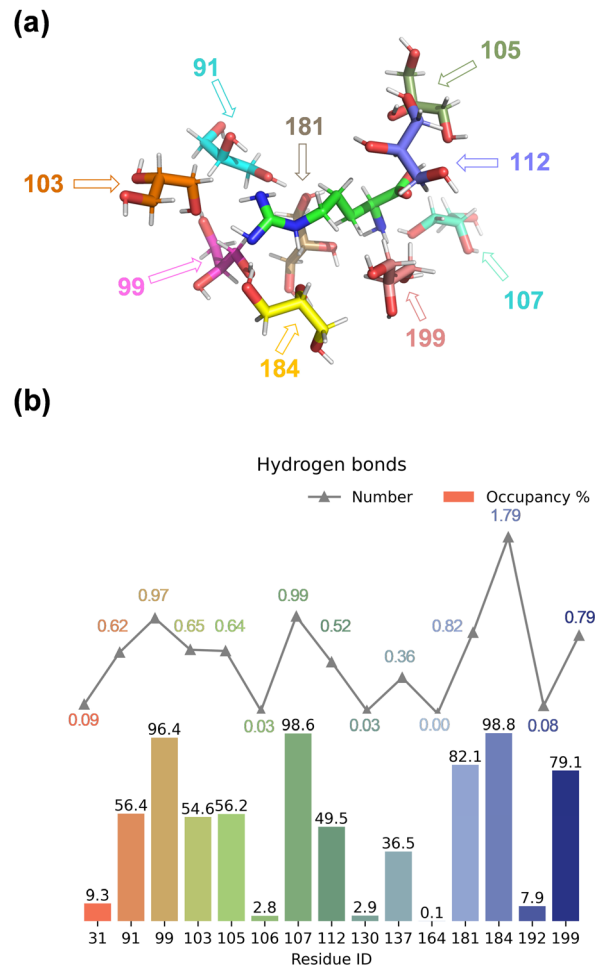 (a)
105
91
181
112
103
99
107
199
184
(b)
Hydrogen bonds
Number Occupancy %
1.79
0.97 0.99
0.82 0.79
0.62 0.65 0.64
0.52
0.36
0.09 0.03 0.03 0.00 0.08
96.4 98.6 98.8
82.1 79.1
56.4 54.6 56.2
49.5
36.5
9.3 2.8 2.9 0.1 7.9
31 91 99 103 105 106 107 112 130 137 164 181 184 192 199
Residue ID